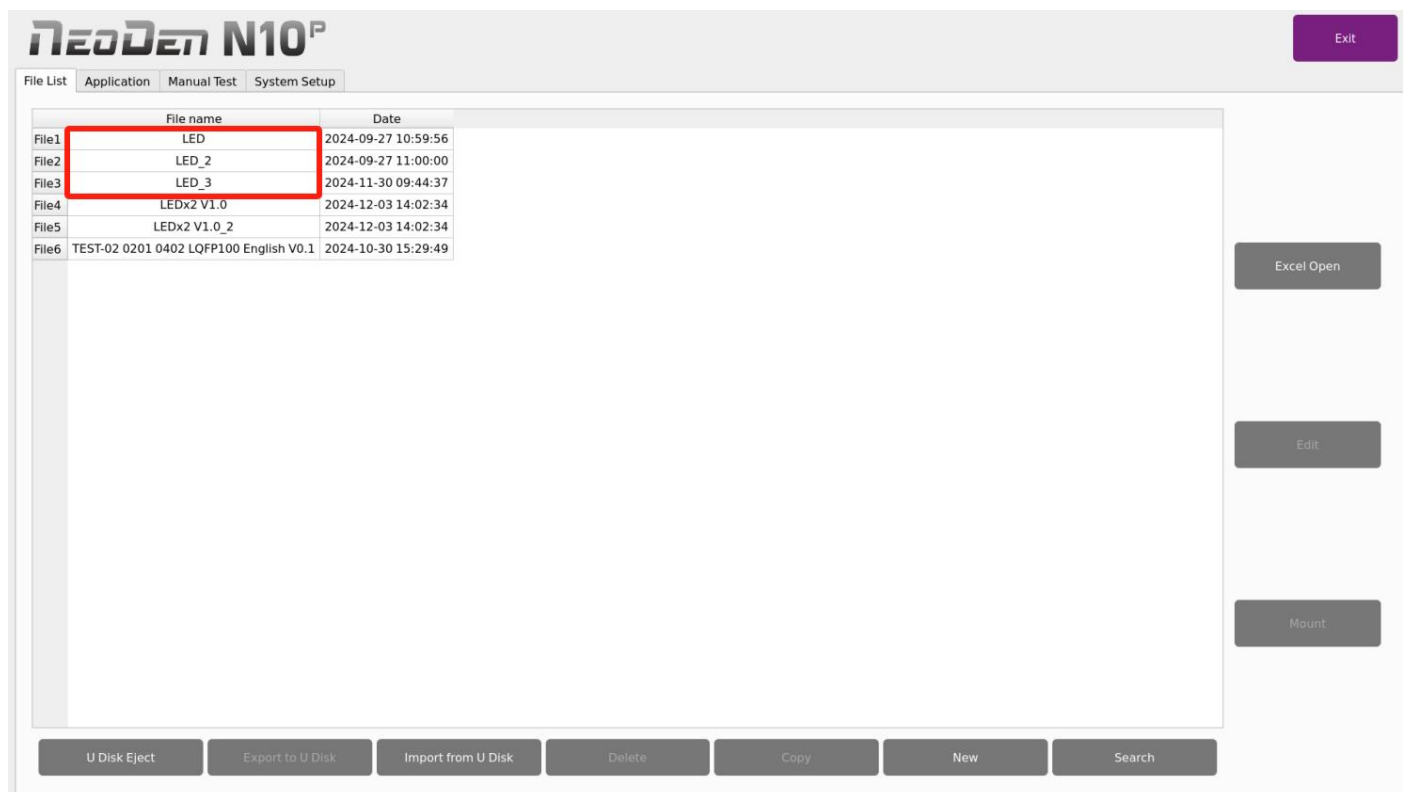 NEODEN N10P
Exit
File List Application Manual Test System Setup
File name Date
File1 LED 2024-09-27 10:59:56
File2 LED_2 2024-09-27 11:00:00
File3 LED_3 2024-11-30 09:44:37
File4 LEDx2 V1.0 2024-12-03 14:02:34
File5 LEDx2 V1.0_2 2024-12-03 14:02:34
File6 TEST-02 0201 0402 LQFP100 English V0.1 2024-10-30 15:29:49
Excel Open
Edit
Mount
U Disk Eject Export to U Disk Import from U Disk Delete Copy New Search